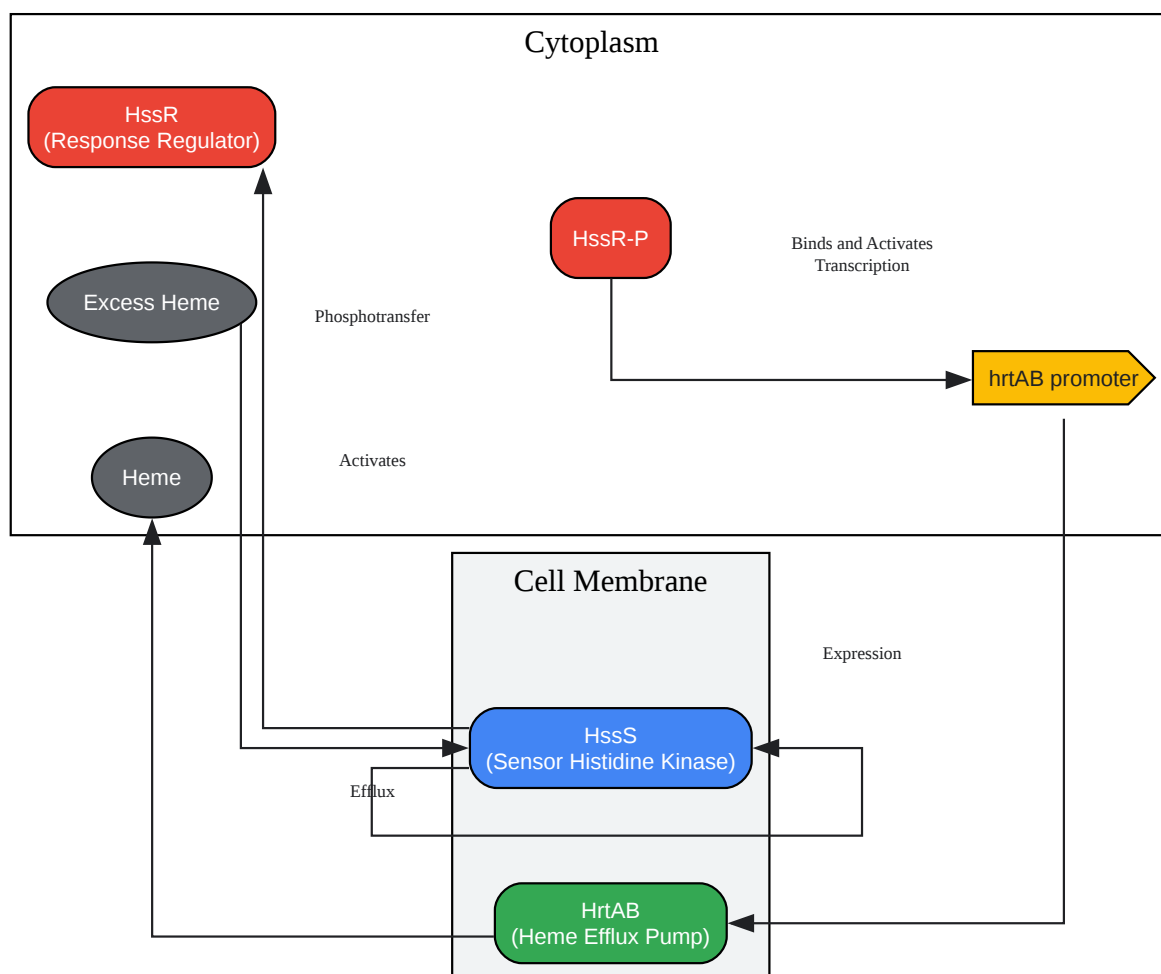 Cytoplasm
HssR
(Response Regulator)
HssR-P
Binds and Activates
Transcription
Excess Heme
Phosphotransfer
hrtAB promoter
Heme
Activates
Cell Membrane
Expression
HssS
(Sensor Histidine Kinase)
Efflux
HrtAB
(Heme Efflux Pump)